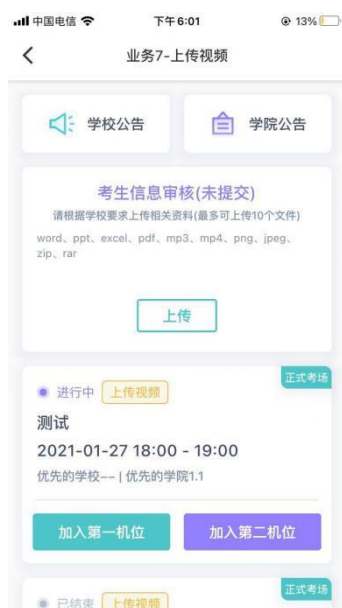 中国电信 下午6:01 13%
业务7-上传视频
学校公告 学院公告
考生信息审核(未提交)
请根据学校要求上传相关资料(最多可上传10个文件)
word、ppt、excel、pdf、mp3、mp4、png、jpeg、
zip、rar
上传
正式考场
进行中 上传视频
测试
2021-01-27 18:00 - 19:00
优先的学校-- | 优先的学院1.1
加入第一机位 加入第二机位
正式考场
已结束 上传视频